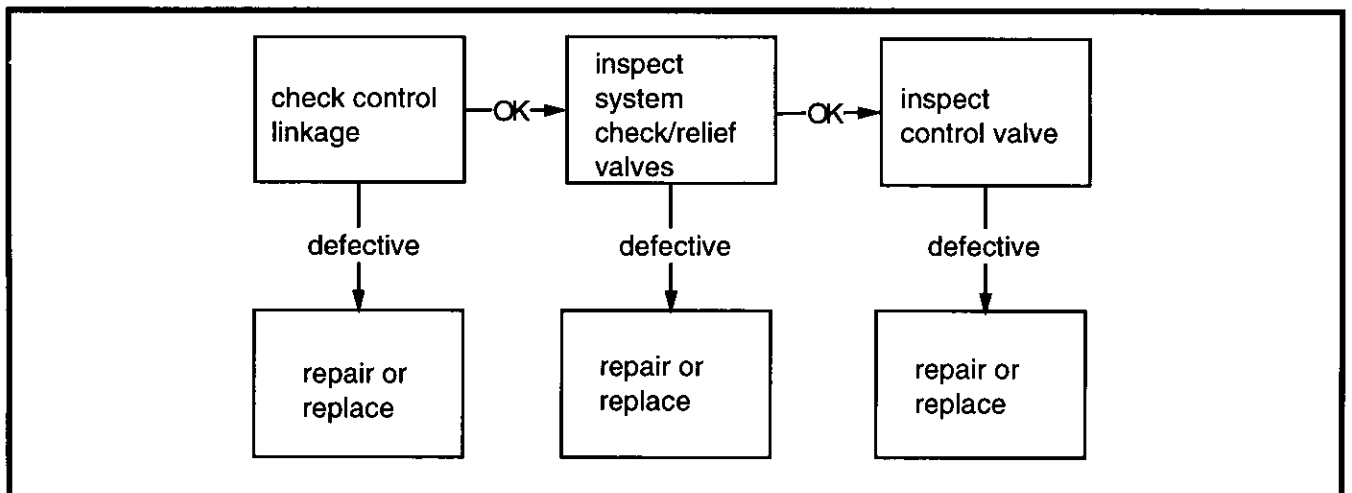 check control
linkage
OK
inspect
system
check/relief
valves
OK
inspect
control valve
defective
defective
defective
repair or
replace
repair or
replace
repair or
replace